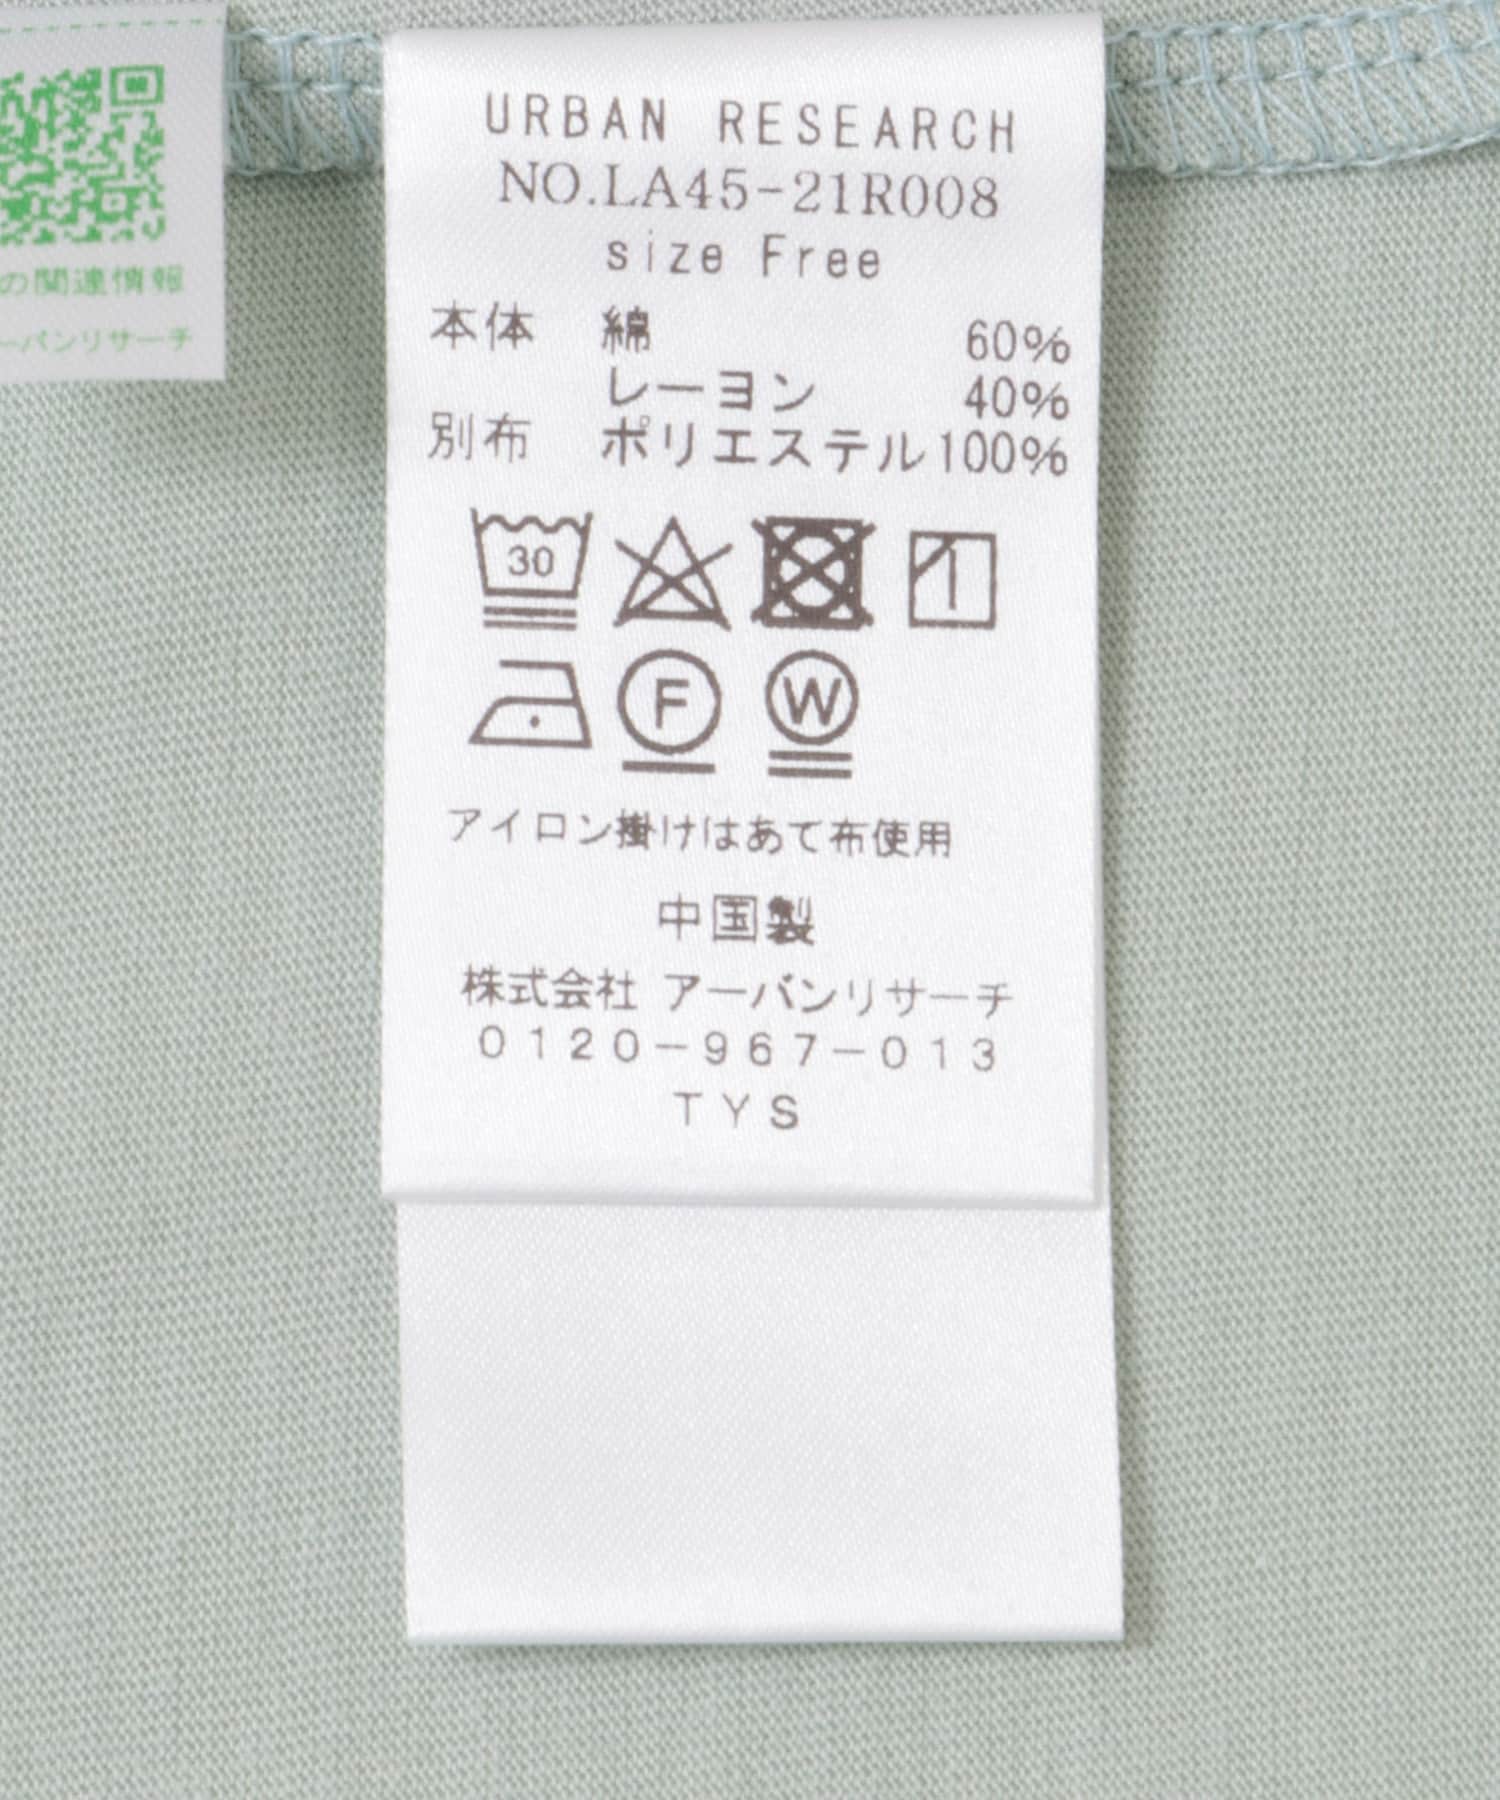 の関連情報
ーバンリサーチ
URBAN RESEARCH
NO.LA45-21R008
size Free
本体 綿 60%
レーヨン 40%
別布 ポリエステル100%
30
F W
アイロン掛けはあて布使用
中国製
株式会社 アーバンリサーチ
0120-967-013
TYS